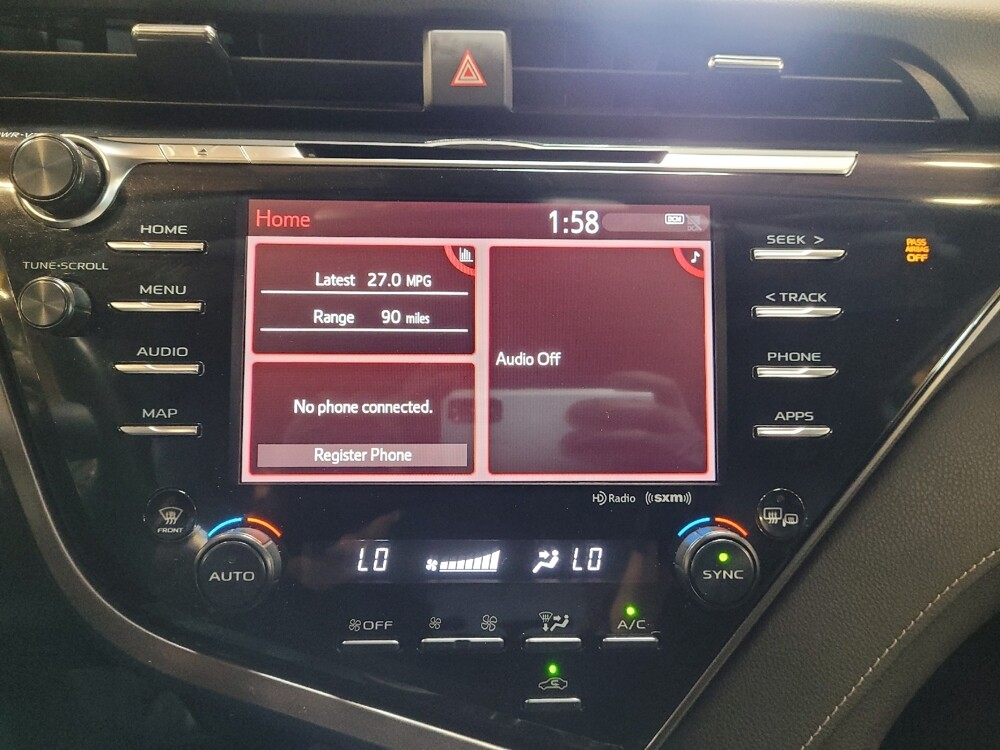 Home 1:58 DCM
HOME
TUNE•SCROLL
MENU
AUDIO
MAP
Latest 27.0 MPG
Range 90 miles
No phone connected.
Register Phone
Audio Off
SEEK >
< TRACK
PHONE
APPS
PASS
AIRBAG
OFF
HD Radio ((sxm))
FRONT
AUTO
LO LO
SYNC
OFF
A/C